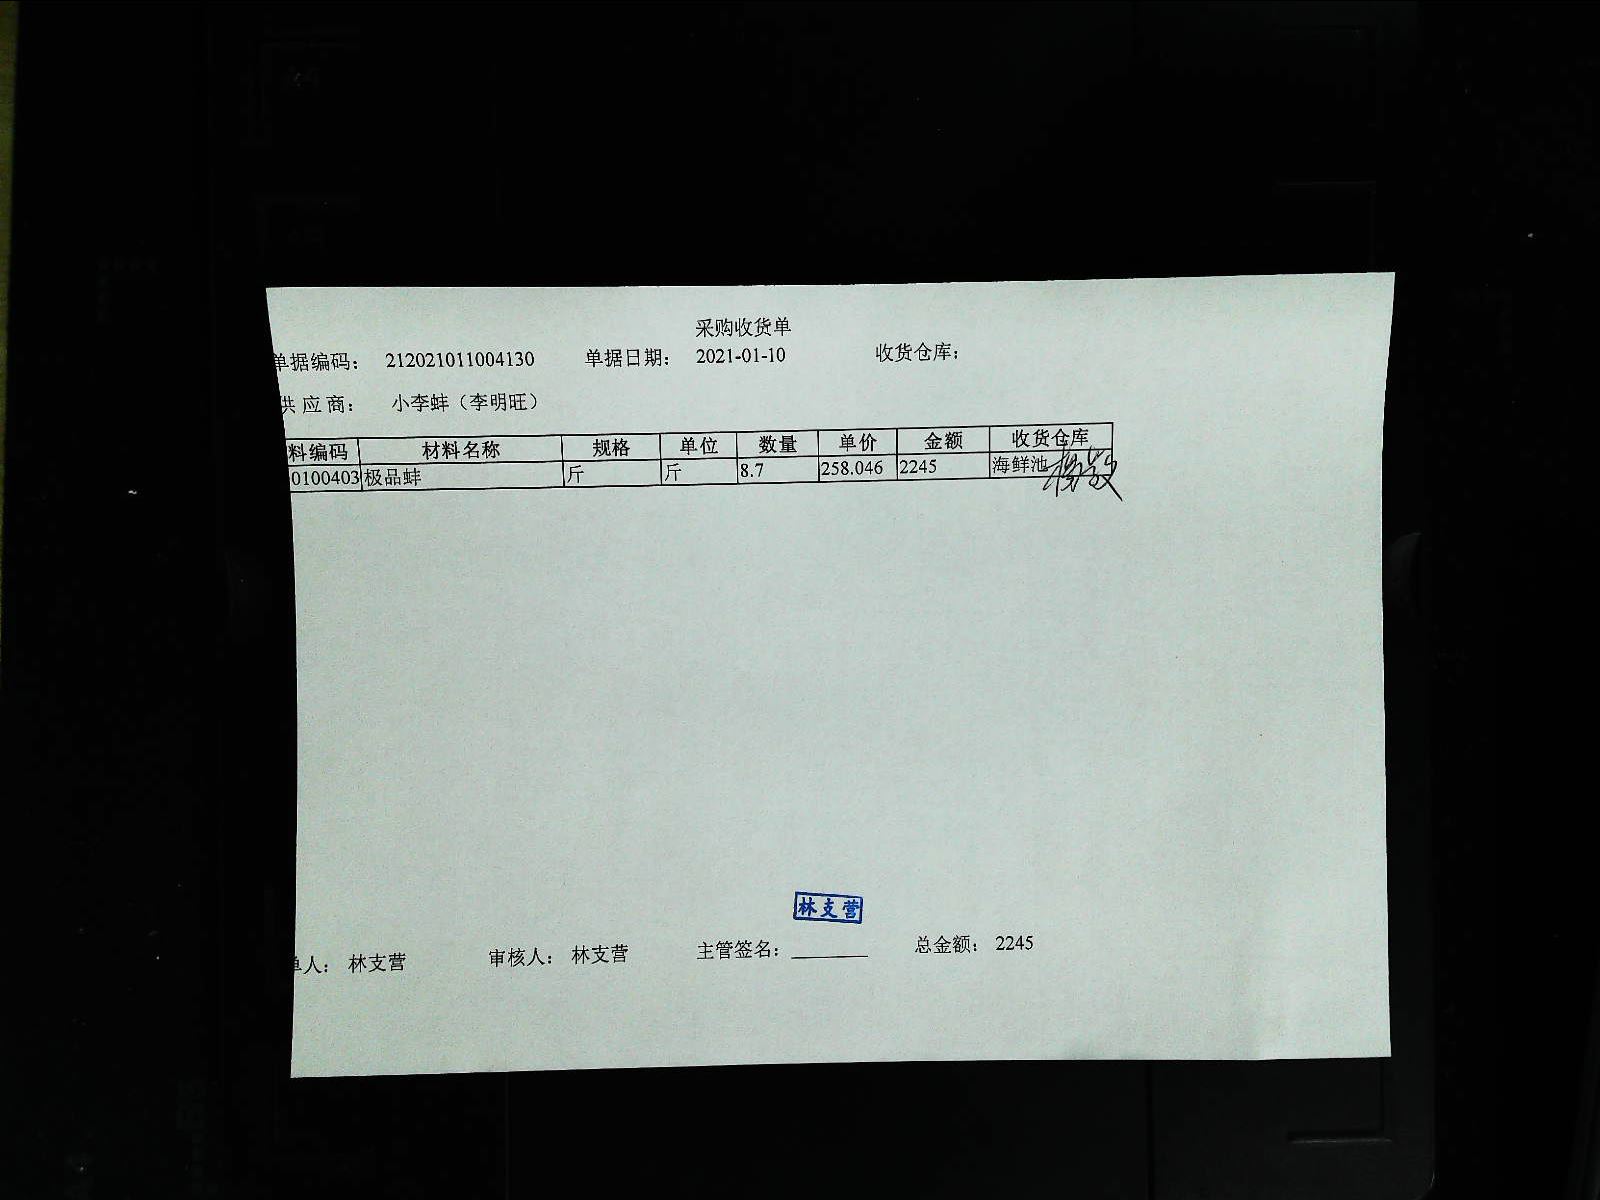 采购收货单
单据编码： 212021011004130 单据日期： 2021-01-10 收货仓库：
供应商： 小李蚌（李明旺）
料编码 材料名称 规格 单位 数量 单价 金额 收货仓库
0100403 极品蚌 斤 斤 8.7 258.046 2245 海鲜池
林支营
单人： 林支营 审核人： 林支营 主管签名： 总金额： 2245